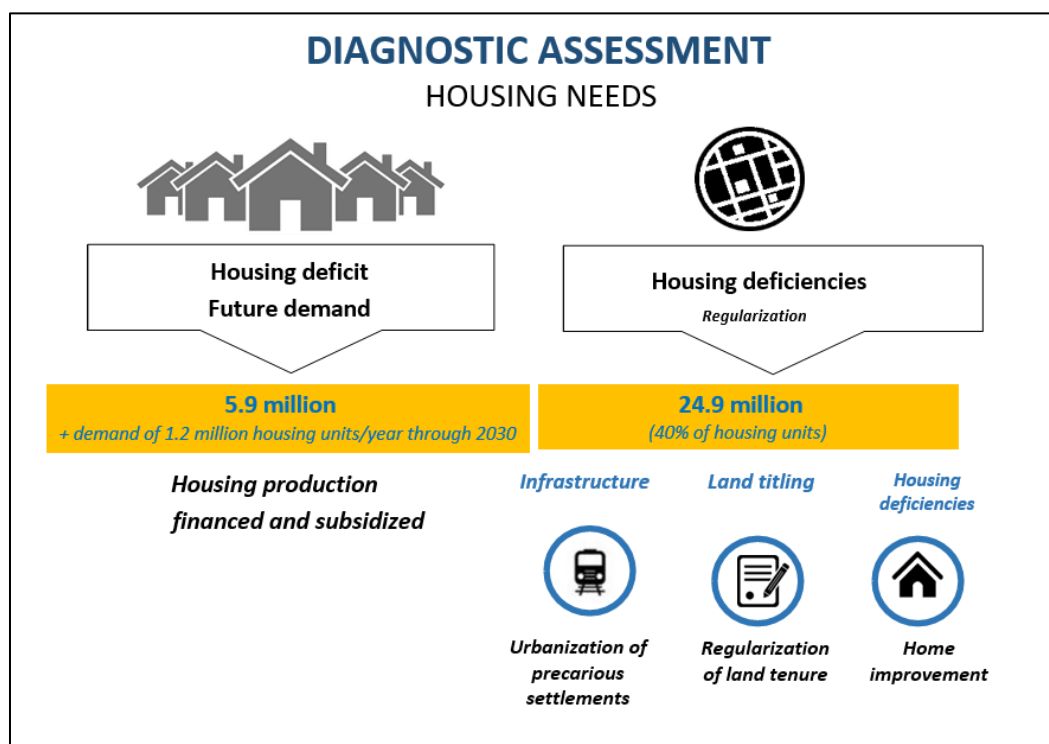 DIAGNOSTIC ASSESSMENT
HOUSING NEEDS
Housing deficit
Future demand
5.9 million
+ demand of 1.2 million housing units/year through 2030
Housing production
financed and subsidized
Housing deficiencies
Regularization
24.9 million
(40% of housing units)
Infrastructure
Urbanization of
precarious
settlements
Land titling
Regularization
of land tenure
Housing
deficiencies
Home
improvement